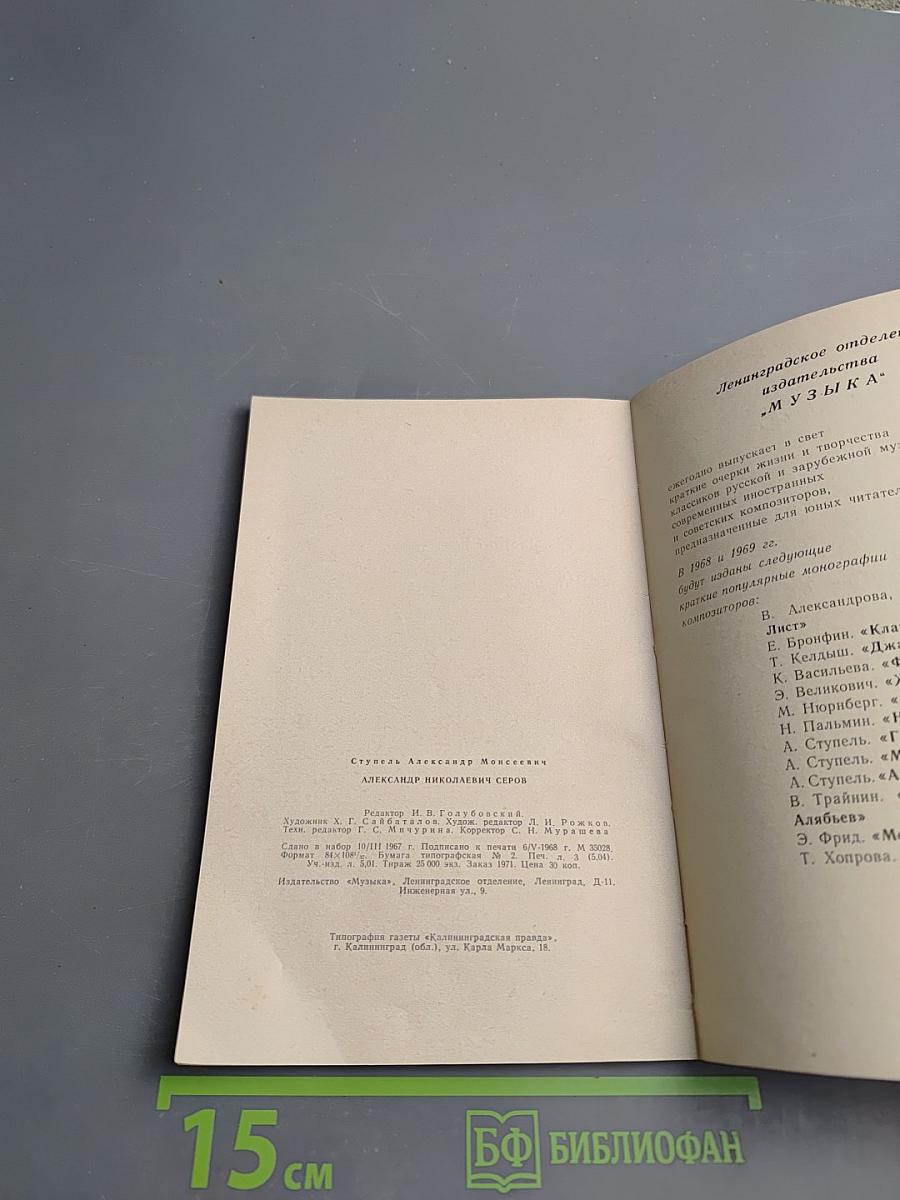 Ступель Александр Моисеевич
АЛЕКСАНДР НИКОЛАЕВИЧ СЕРОВ
Редактор И. В. Голубовский.
Художник Х. Г. Сайбаталов. Худож. редактор Л. И. Рожков.
Техн. редактор Г. С. Мичурина. Корректор С. Н. Мурашева
Сдано в набор 10/III 1967 г. Подписано к печати 6/V-1968 г. М 35028.
Формат 84×108¹/₃₂. Бумага типографская № 2. Печ. л. 3 (5,04).
Уч.-изд. л. 5,01. Тираж 25 000 экз. Заказ 1971. Цена 30 коп.
Издательство «Музыка», Ленинградское отделение, Ленинград, Д-11,
Инженерная ул., 9.
Типография газеты «Калининградская правда»,
г. Калининград (обл.), ул. Карла Маркса, 18.
Ленинградское отделе
издательства
„МУЗЫКА“
ежегодно выпускает в свет
краткие очерки жизни и творчества
классиков русской и зарубежной муз
современных иностранных
и советских композиторов,
предназначенные для юных читател
В 1968 и 1969 гг.
будут изданы следующие
краткие популярные монографии
композиторов:
В. Александрова,
Лист»
Е. Бронфин. «Кла
Т. Келдыш. «Джа
К. Васильева. «Ф
Э. Великович. «
М. Нюрнберг. «
Н. Пальмин. «Н
А. Ступель. «Г
А. Ступель. «М
А. Ступель. «А
В. Трайнин. «
Алябьев»
Э. Фрид. «М
Т. Хопрова.
15 см
БФ БИБЛИОФАН